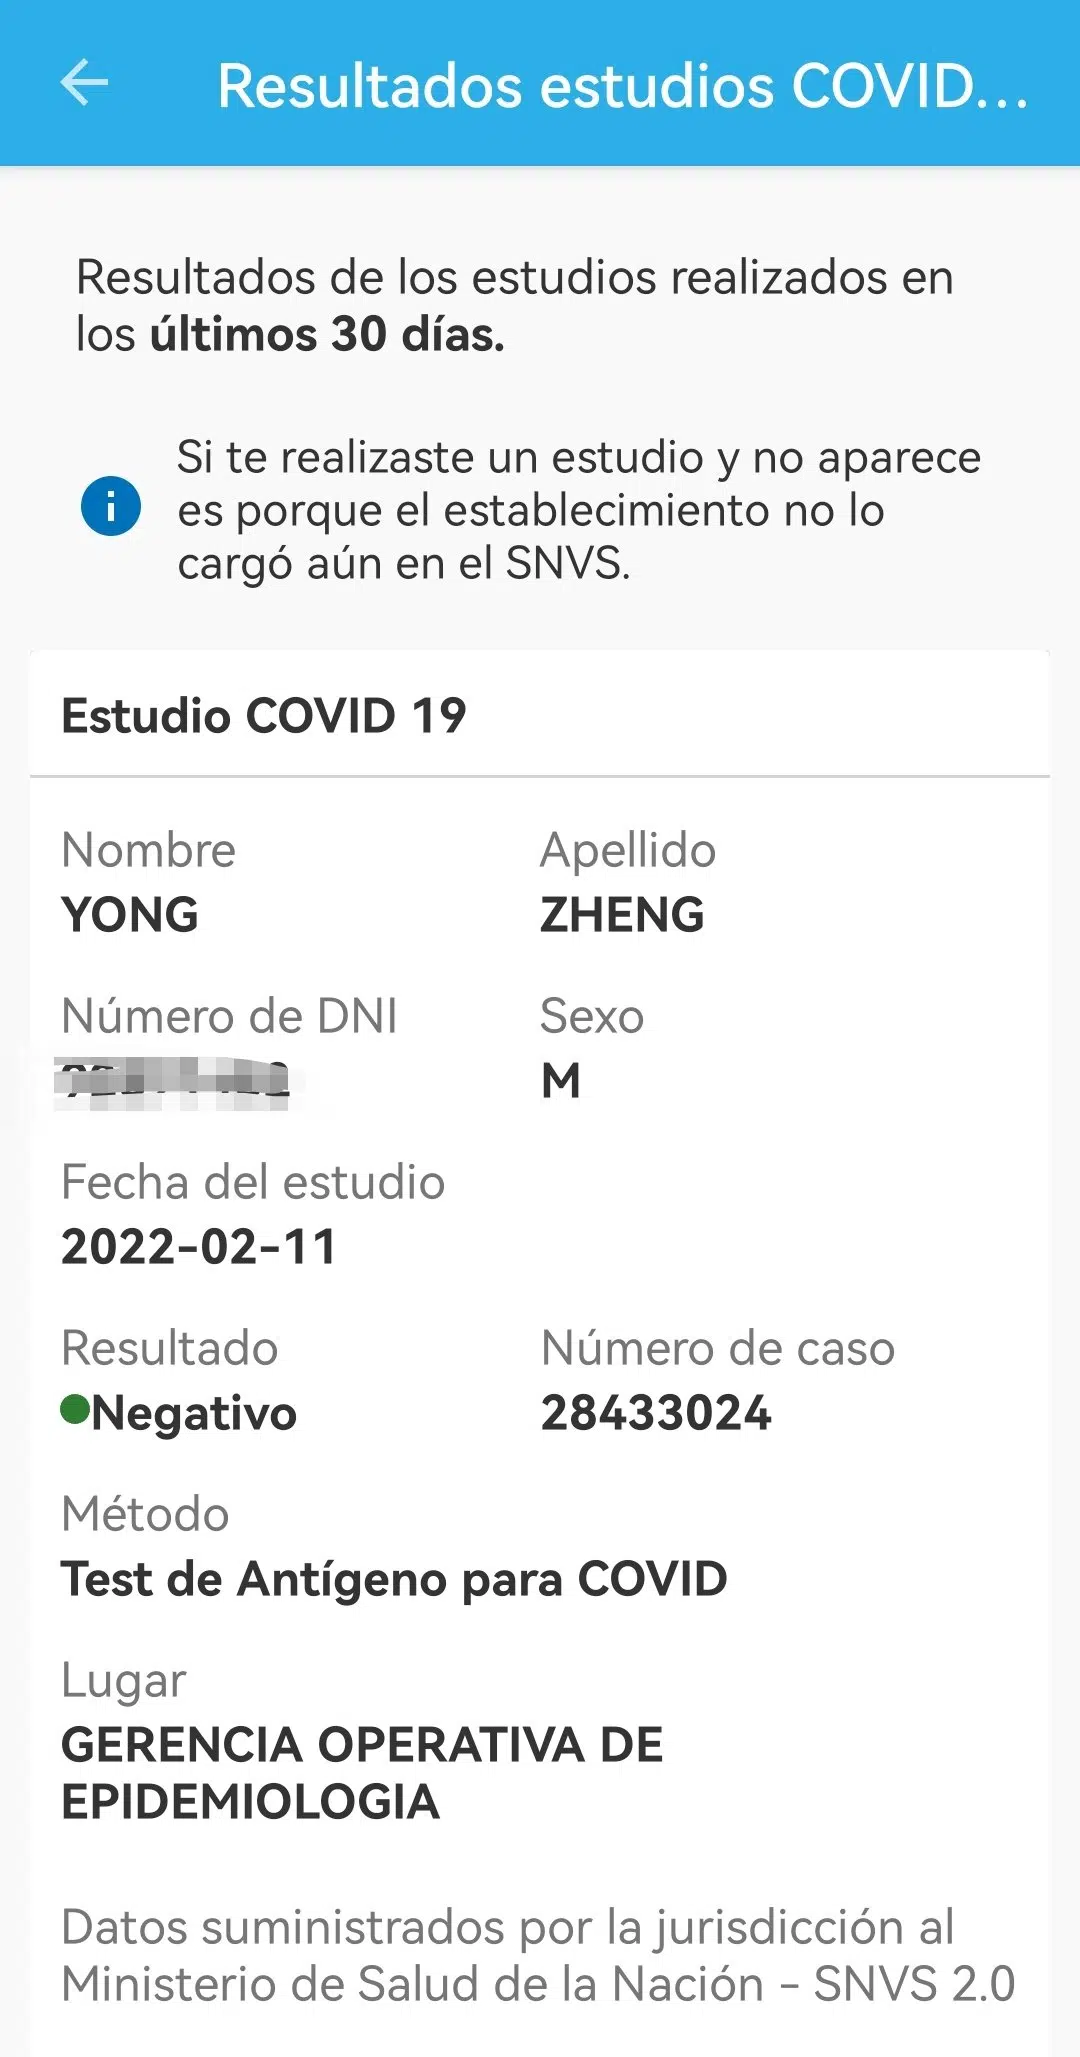 Resultados estudios COVID...
Resultados de los estudios realizados en
los últimos 30 días.
Si te realizaste un estudio y no aparece
es porque el establecimiento no lo
cargó aún en el SNVS.
Estudio COVID 19
Nombre
Apellido
YONG
ZHENG
Número de DNI
Sexo
M
Fecha del estudio
2022-02-11
Resultado
Número de caso
Negativo
28433024
Método
Test de Antígeno para COVID
Lugar
GERENCIA OPERATIVA DE
EPIDEMIOLOGIA
Datos suministrados por la jurisdicción al
Ministerio de Salud de la Nación - SNVS 2.0